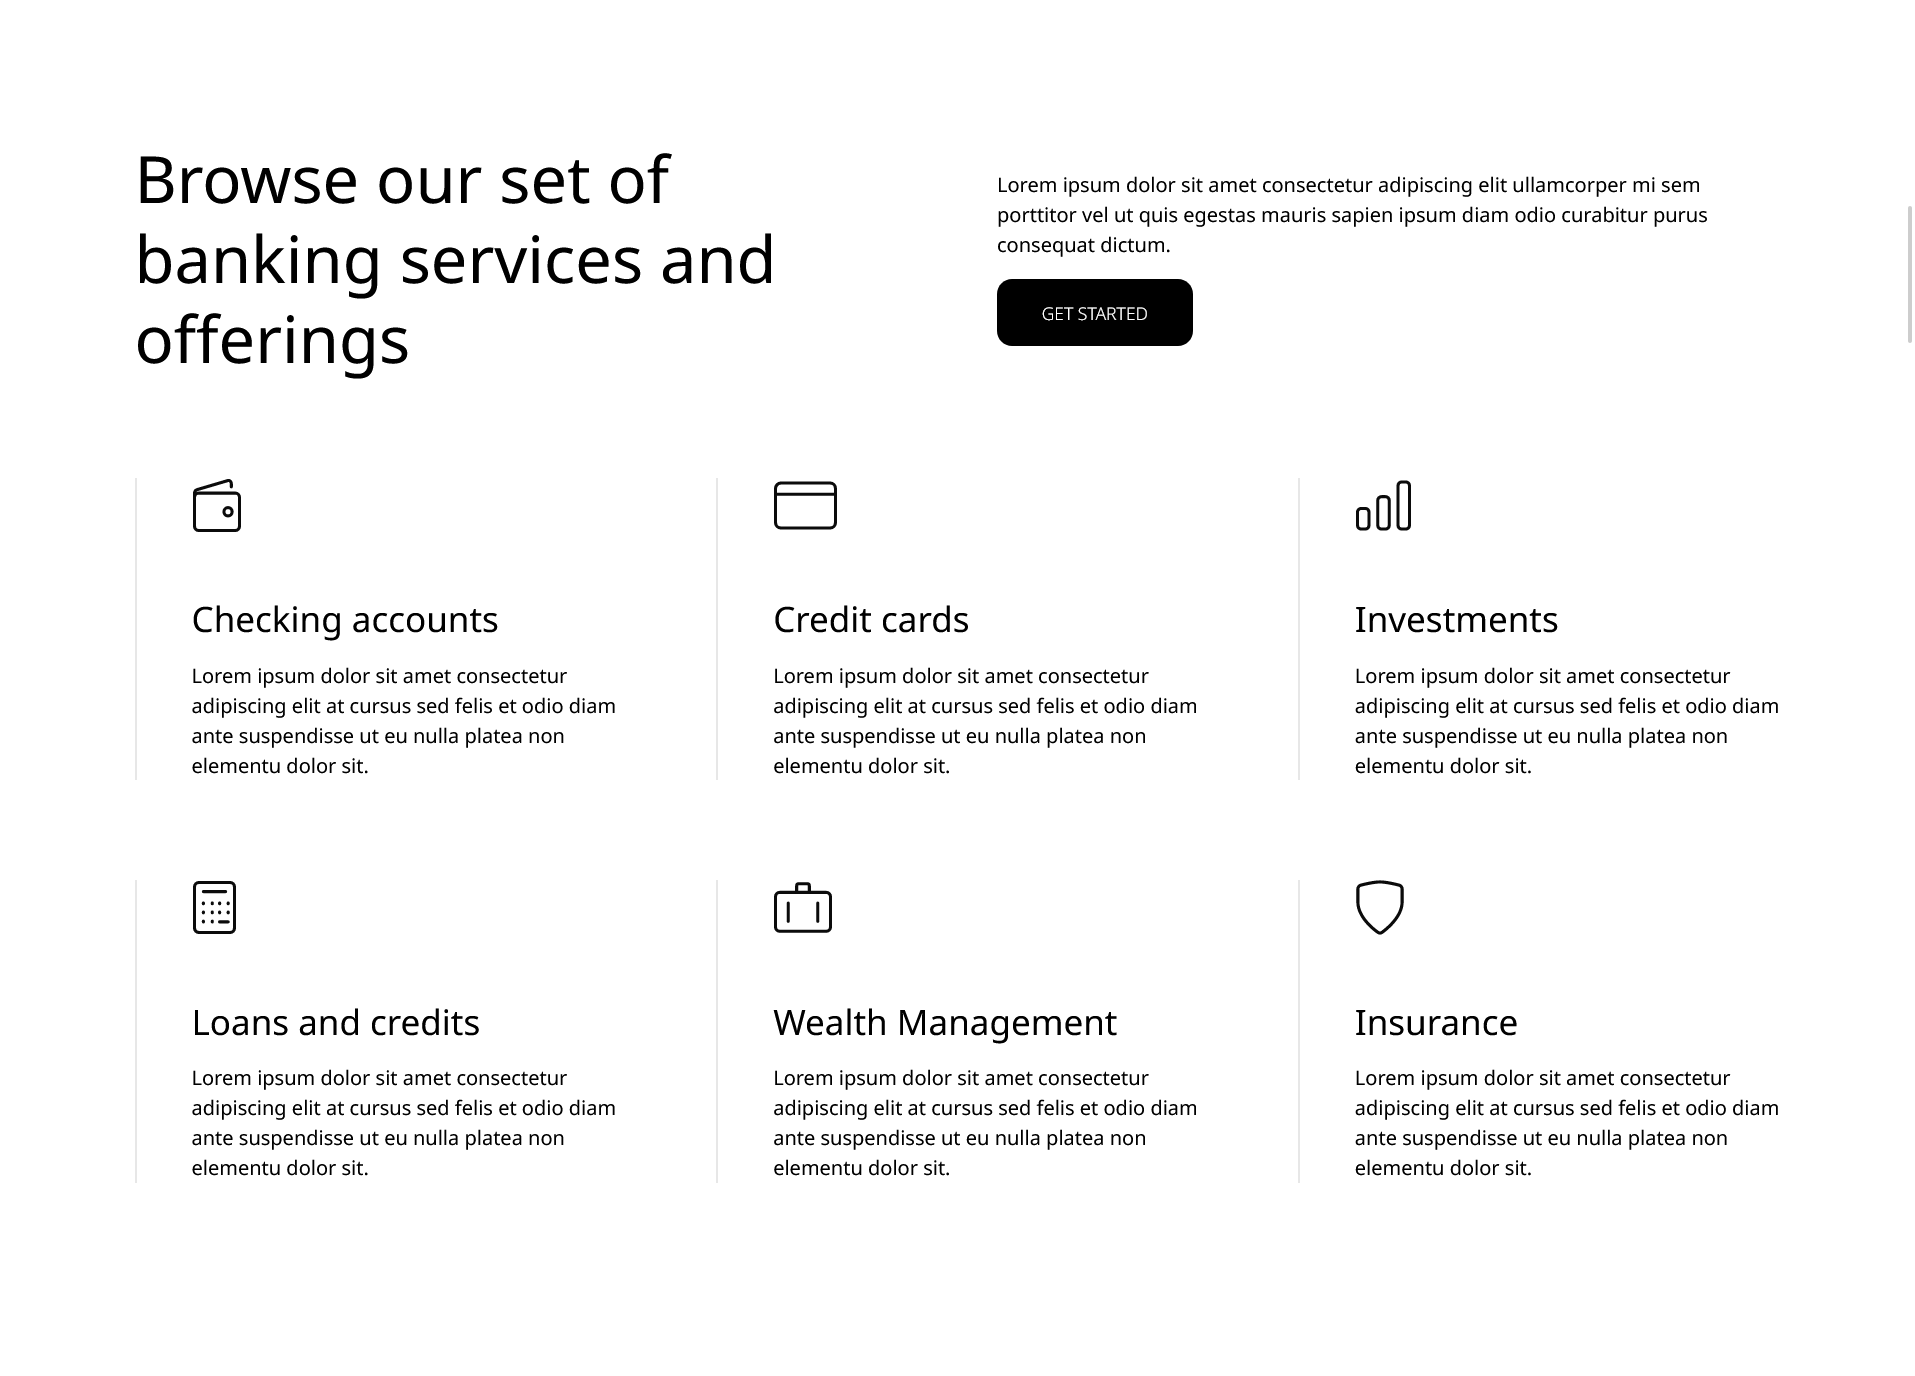 Browse our set of
banking services and
offerings
Lorem ipsum dolor sit amet consectetur adipiscing elit ullamcorper mi sem
porttitor vel ut quis egestas mauris sapien ipsum diam odio curabitur purus
consequat dictum.
GET STARTED
Checking accounts
Lorem ipsum dolor sit amet consectetur
adipiscing elit at cursus sed felis et odio diam
ante suspendisse ut eu nulla platea non
elementu dolor sit.
Credit cards
Lorem ipsum dolor sit amet consectetur
adipiscing elit at cursus sed felis et odio diam
ante suspendisse ut eu nulla platea non
elementu dolor sit.
Investments
Lorem ipsum dolor sit amet consectetur
adipiscing elit at cursus sed felis et odio diam
ante suspendisse ut eu nulla platea non
elementu dolor sit.
Loans and credits
Lorem ipsum dolor sit amet consectetur
adipiscing elit at cursus sed felis et odio diam
ante suspendisse ut eu nulla platea non
elementu dolor sit.
Wealth Management
Lorem ipsum dolor sit amet consectetur
adipiscing elit at cursus sed felis et odio diam
ante suspendisse ut eu nulla platea non
elementu dolor sit.
Insurance
Lorem ipsum dolor sit amet consectetur
adipiscing elit at cursus sed felis et odio diam
ante suspendisse ut eu nulla platea non
elementu dolor sit.